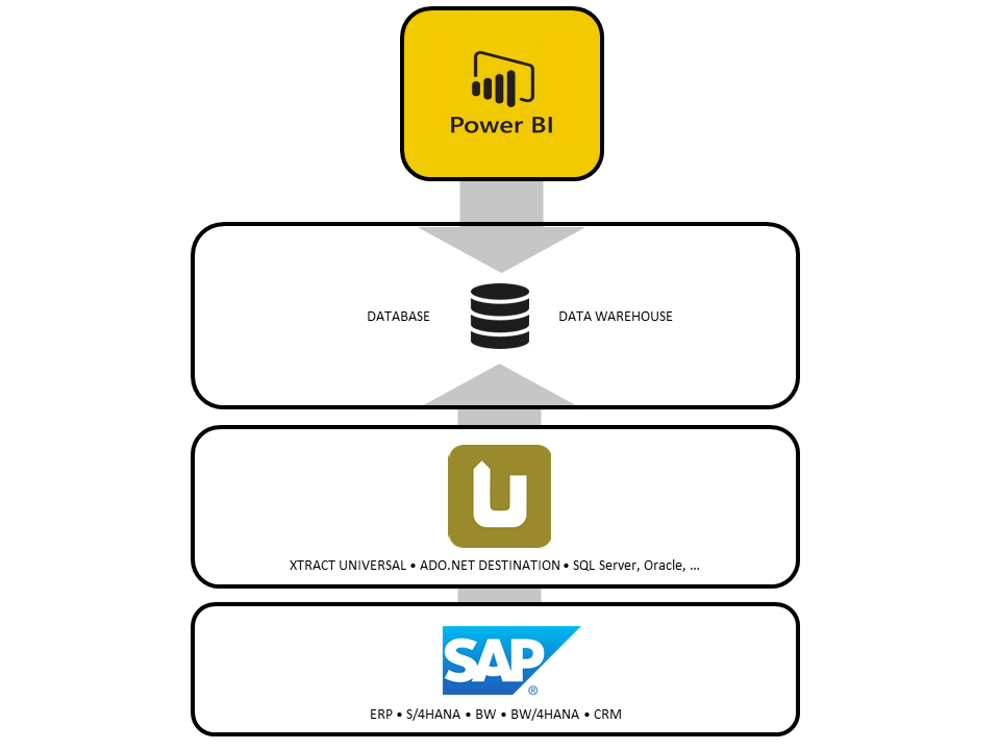 Power BI
DATABASE
DATA WAREHOUSE
U
XTRACT UNIVERSAL • ADO.NET DESTINATION • SQL Server, Oracle, ...
SAP
®
ERP • S/4HANA • BW • BW/4HANA • CRM